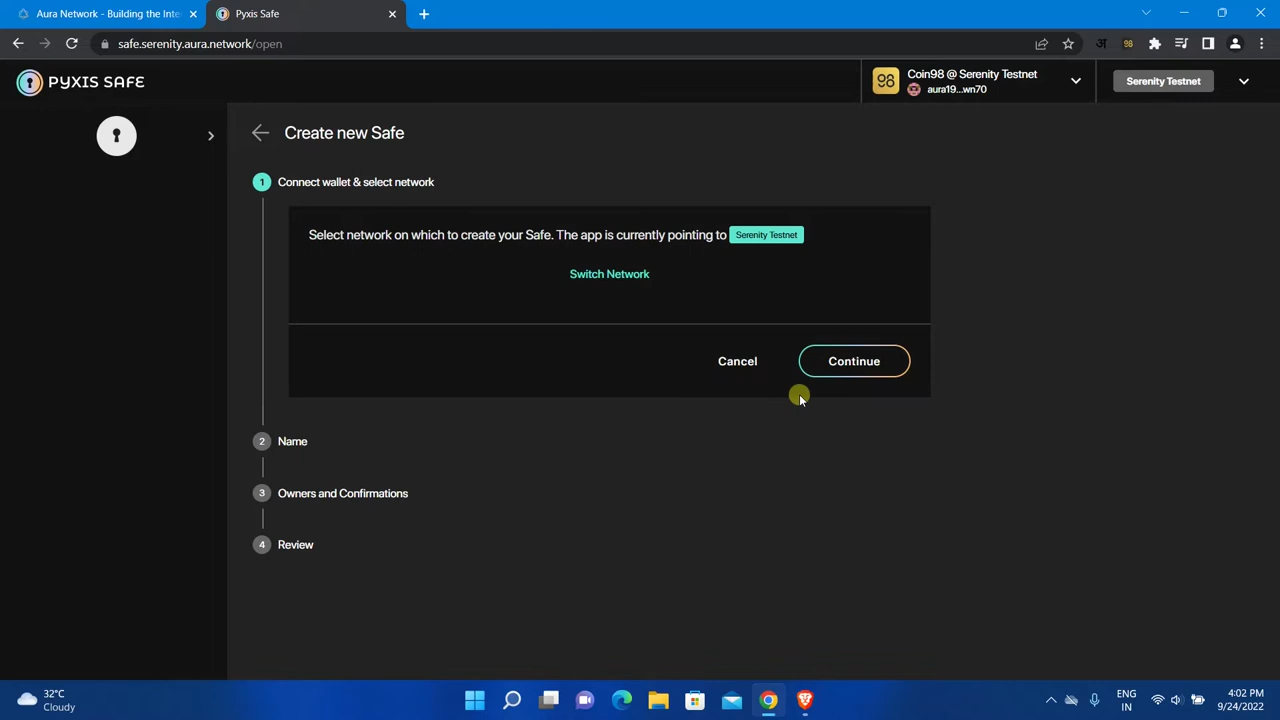 Aura Network - Building the Inte
Pyxis Safe
safe.serenity.aura.network/open
अ
98
PYXIS SAFE
98
Coin98 @ Serenity Testnet
aura19...wn70
Serenity Testnet
Create new Safe
1 Connect wallet & select network
Select network on which to create your Safe. The app is currently pointing to Serenity Testnet
Switch Network
Cancel
Continue
2 Name
3 Owners and Confirmations
4 Review
32°C
Cloudy
ENG
IN
4:02 PM
9/24/2022